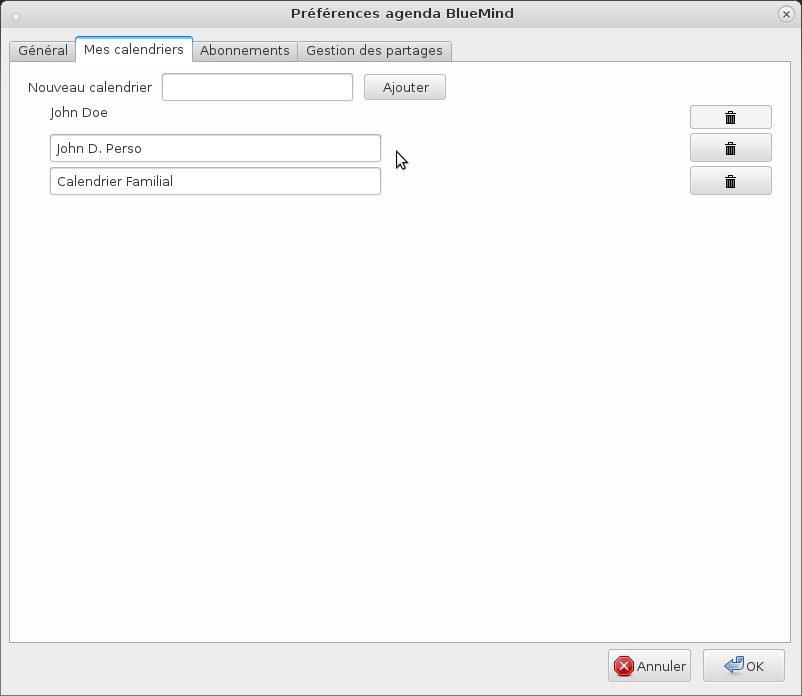 Préférences agenda BlueMind
Général Mes calendriers Abonnements Gestion des partages
Nouveau calendrier Ajouter
John Doe
John D. Perso
Calendrier Familial
Annuler OK